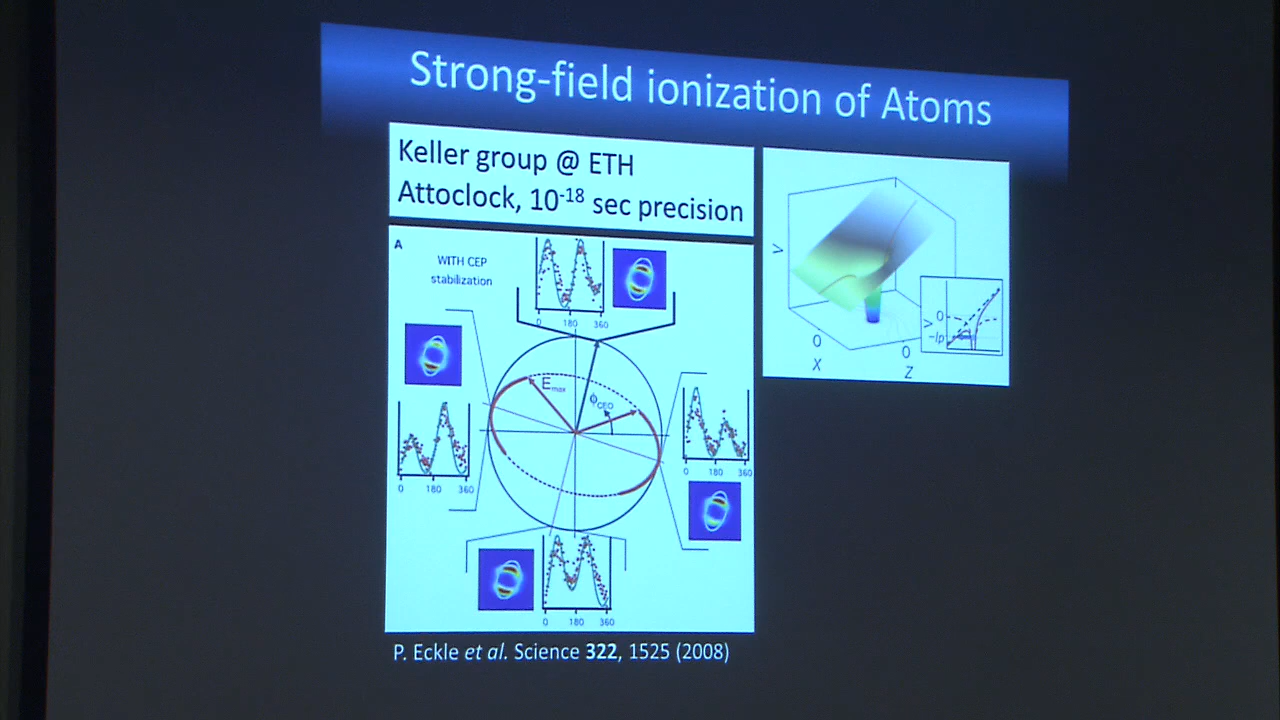 Strong-field ionization of Atoms
Keller group @ ETH
Attoclock, 10⁻¹⁸ sec precision
A
WITH CEP
stabilization
0 180 360
E max
ϕCEO
0 180 360
0 180 360
0 180 360
V
0
X
0
Z
V
0
−Ip
P. Eckle et al. Science 322, 1525 (2008)